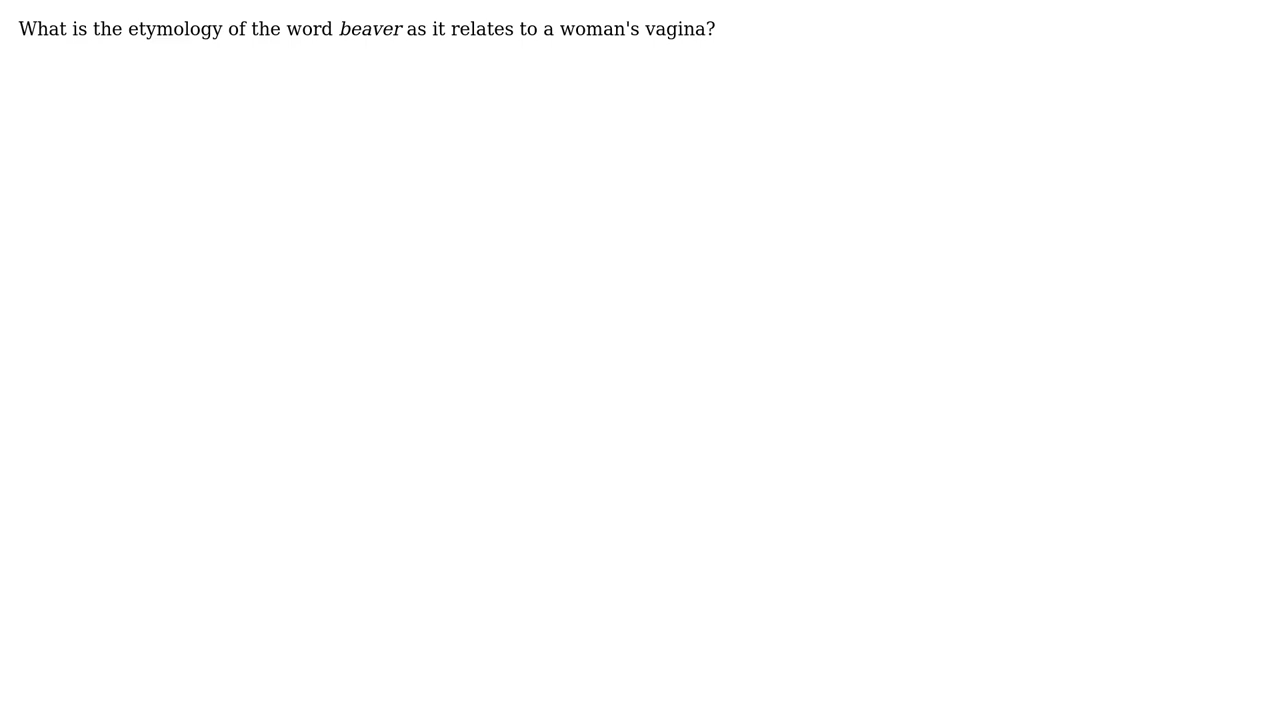 What is the etymology of the word beaver as it relates to a woman's vagina?